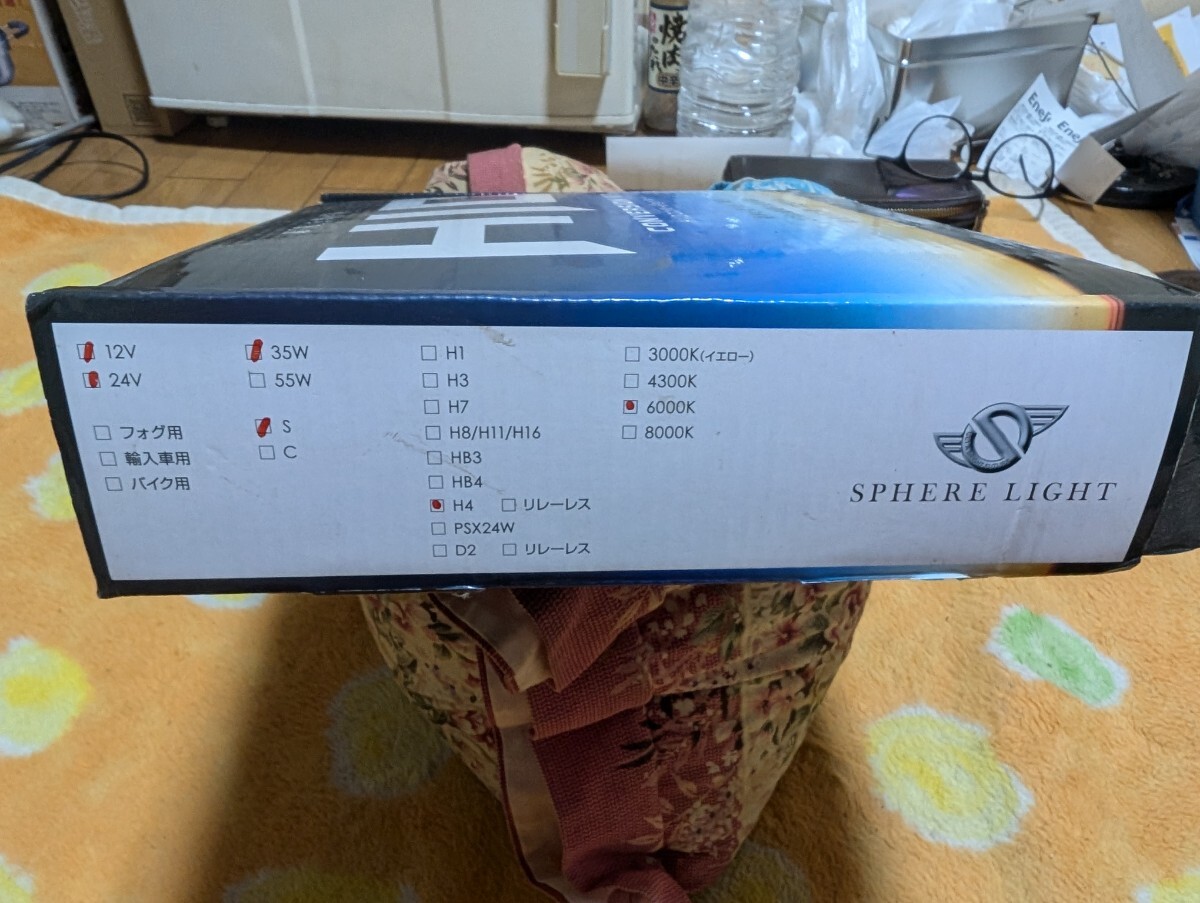 焼肉
HID
12V
24V
フォグ用
輸入車用
バイク用
35W
55W
S
C
H1
H3
H7
H8/H11/H16
HB3
HB4
H4 リレーレス
PSX24W
D2 リレーレス
3000K(イエロー)
4300K
6000K
8000K
SPHERE LIGHT